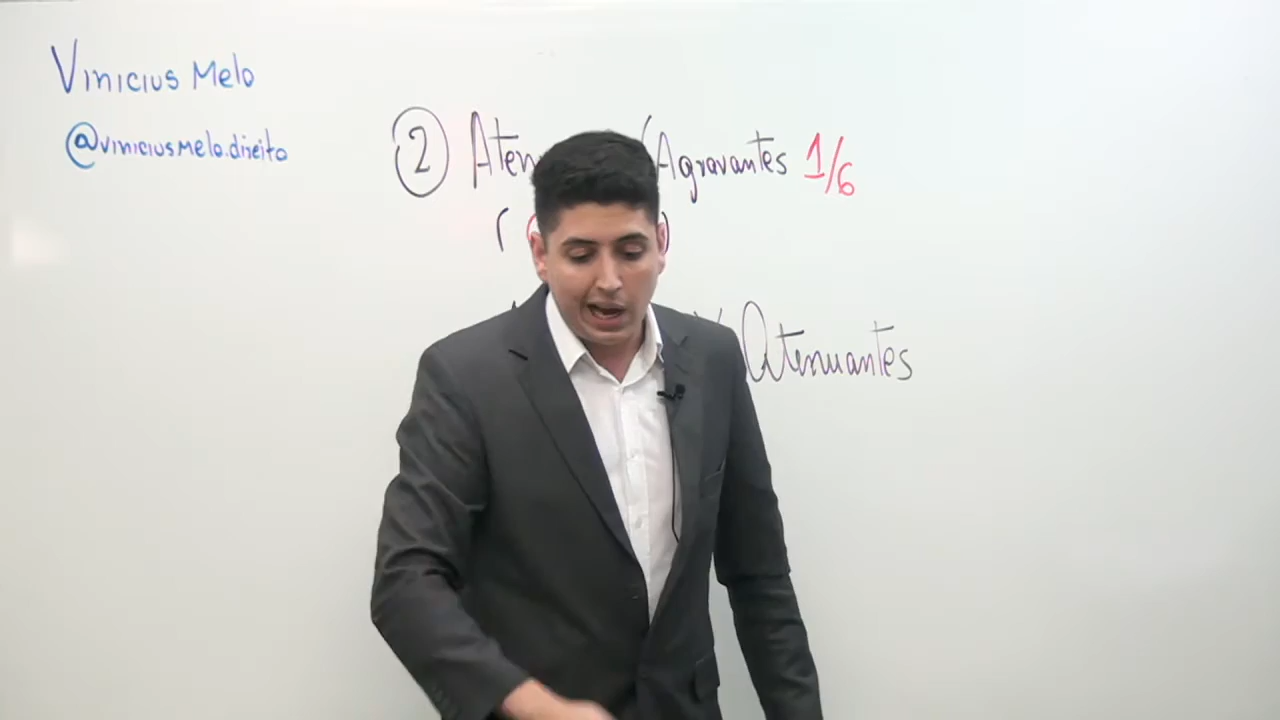 Vinicius Melo
@viniciusmelo.direito
2 Aten /Agravantes 1/6
( )
Atenuantes